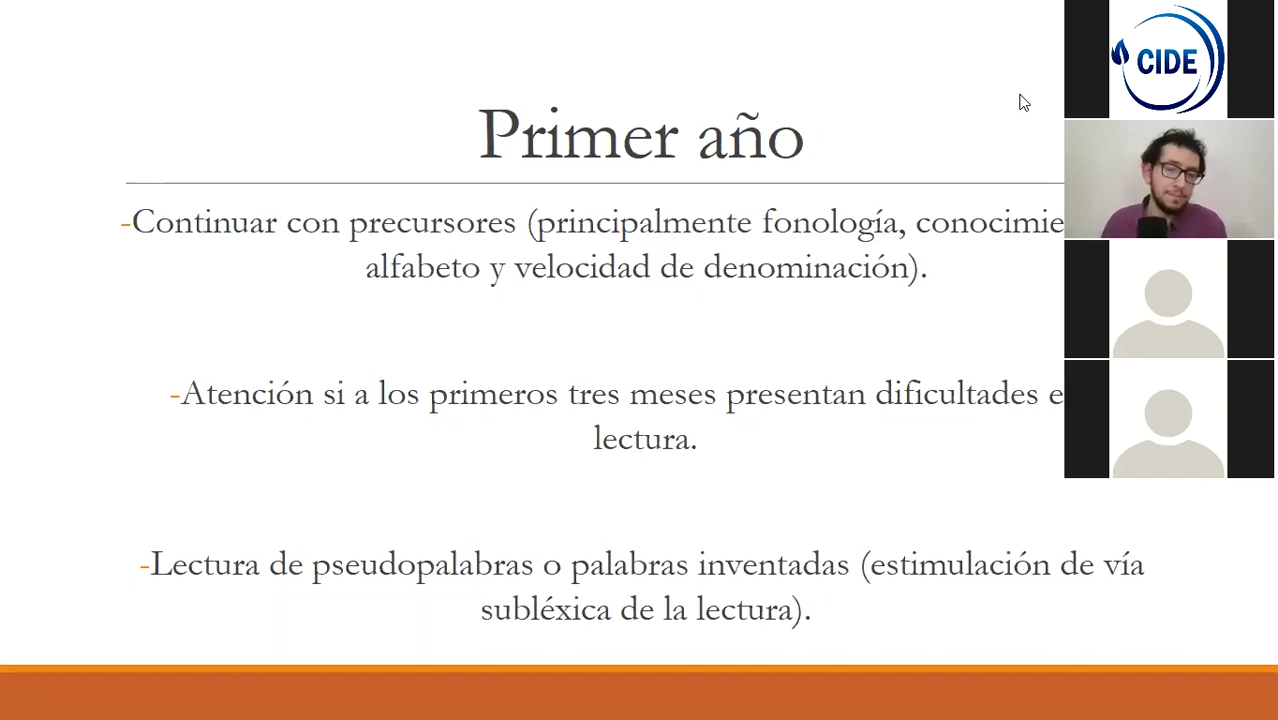 Primer año
-Continuar con precursores (principalmente fonología,
alfabeto y velocidad de denominación).
-Atención si a los primeros tres meses presentan dificultades
lectura.
-Lectura de pseudopalabras o palabras inventadas (estimulación de vía
subléxica de la lectura).
CIDE